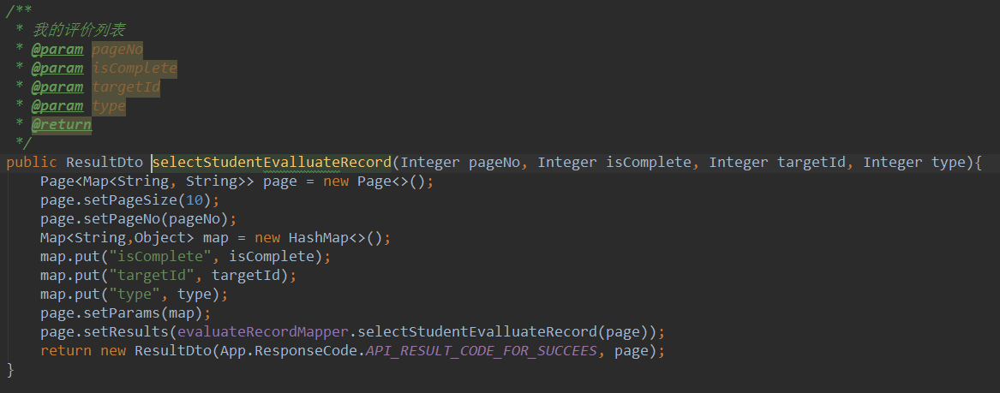 /**
 * 我的评价列表
 * @param pageNo
 * @param isComplete
 * @param targetId
 * @param type
 * @return
 */
public ResultDto selectStudentEvalluateRecord(Integer pageNo, Integer isComplete, Integer targetId, Integer type){
    Page<Map<String, String>> page = new Page<>();
    page.setPageSize(10);
    page.setPageNo(pageNo);
    Map<String,Object> map = new HashMap<>();
    map.put("isComplete", isComplete);
    map.put("targetId", targetId);
    map.put("type", type);
    page.setParams(map);
    page.setResults(evaluateRecordMapper.selectStudentEvalluateRecord(page));
    return new ResultDto(App.ResponseCode.API_RESULT_CODE_FOR_SUCCEES, page);
}